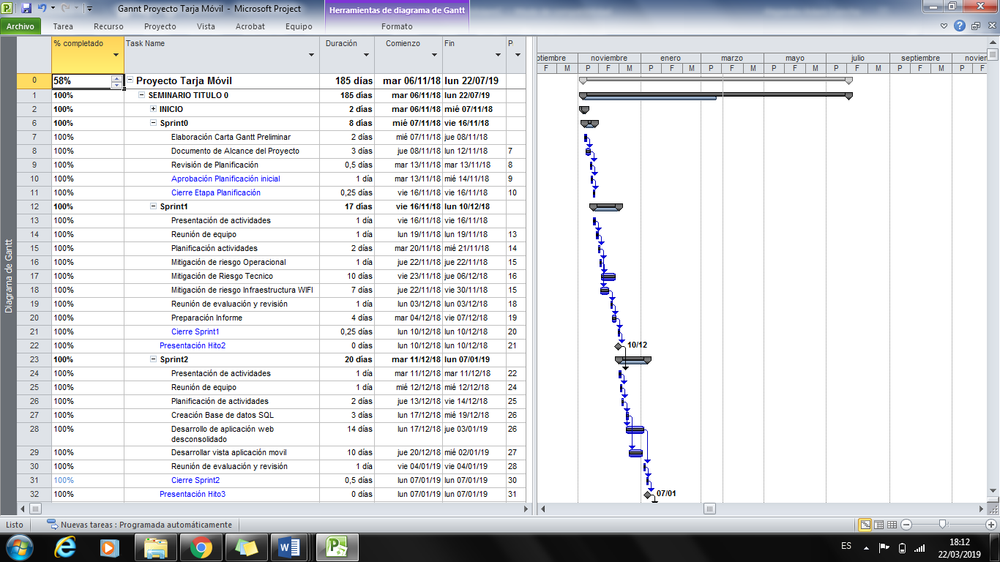 Gannt Proyecto Tarja Móvil - Microsoft Project
Herramientas de diagrama de Gantt
Archivo Tarea Recurso Proyecto Vista Acrobat Equipo Formato
% completado Task Name Duración Comienzo Fin P
0 58% Proyecto Tarja Móvil 185 días mar 06/11/18 lun 22/07/19
1 100% SEMINARIO TITULO 0 185 días mar 06/11/18 lun 22/07/19
2 100% INICIO 2 días mar 06/11/18 mié 07/11/18
6 100% Sprint0 8 días mié 07/11/18 vie 16/11/18
7 100% Elaboración Carta Gantt Preliminar 2 días mié 07/11/18 jue 08/11/18
8 100% Documento de Alcance del Proyecto 3 días jue 08/11/18 lun 12/11/18 7
9 100% Revisión de Planificación 0,5 días mar 13/11/18 mar 13/11/18 8
10 100% Aprobación Planificación inicial 1 día mar 13/11/18 mié 14/11/18 9
11 100% Cierre Etapa Planificación 0,25 días vie 16/11/18 vie 16/11/18 10
12 100% Sprint1 17 días vie 16/11/18 lun 10/12/18
13 100% Presentación de actividades 1 día vie 16/11/18 vie 16/11/18
14 100% Reunión de equipo 1 día lun 19/11/18 lun 19/11/18 13
15 100% Planificación actividades 2 días mar 20/11/18 mié 21/11/18 14
16 100% Mitigación de riesgo Operacional 1 día jue 22/11/18 jue 22/11/18 15
17 100% Mitigación de Riesgo Tecnico 10 días vie 23/11/18 jue 06/12/18 16
18 100% Mitigación de riesgo Infraestructura WIFI 7 días jue 22/11/18 vie 30/11/18 15
19 100% Reunión de evaluación y revisión 1 día lun 03/12/18 lun 03/12/18 18
20 100% Preparación Informe 4 días mar 04/12/18 vie 07/12/18 19
21 100% Cierre Sprint1 0,25 días lun 10/12/18 lun 10/12/18 20
22 100% Presentación Hito2 0 días lun 10/12/18 lun 10/12/18 21
23 100% Sprint2 20 días mar 11/12/18 lun 07/01/19
24 100% Presentación de actividades 1 día mar 11/12/18 mar 11/12/18 22
25 100% Reunión de equipo 1 día mié 12/12/18 mié 12/12/18 24
26 100% Planificación de actividades 2 días jue 13/12/18 vie 14/12/18 25
27 100% Creación Base de datos SQL 3 días lun 17/12/18 mié 19/12/18 26
28 100% Desarrollo de aplicación web 14 días lun 17/12/18 jue 03/01/19 26
desconsolidado
29 100% Desarrollar vista aplicación movil 10 días jue 20/12/18 mié 02/01/19 27
30 100% Reunión de evaluación y revisión 1 día vie 04/01/19 vie 04/01/19 28
31 100% Cierre Sprint2 0,5 días lun 07/01/19 lun 07/01/19 30
32 100% Presentación Hito3 0 días lun 07/01/19 lun 07/01/19 31
Diagrama de Gantt
ptiembre noviembre enero marzo mayo julio septiembre novien
F M P F M P F M P F M P F M P F M P F
10/12
07/01
Listo Nuevas tareas : Programada automáticamente
ES 18:12
22/03/2019